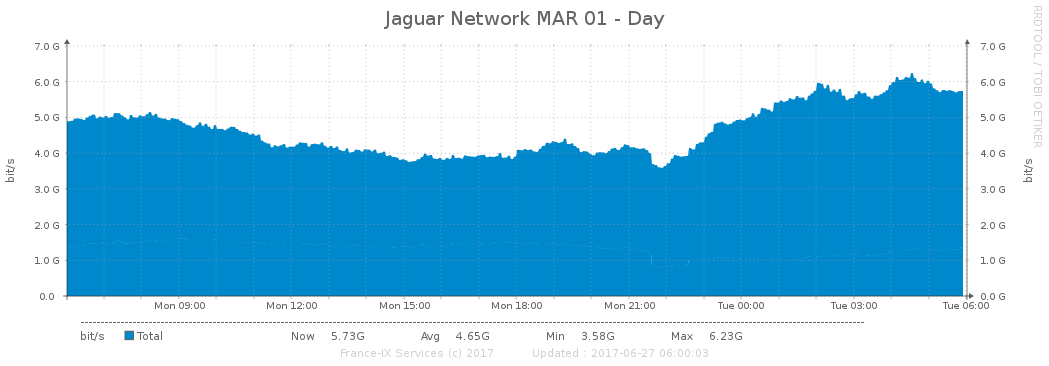 Jaguar Network MAR 01 - Day
RRDTOOL / TOBI OETIKER
7.0 G 7.0 G
6.0 G 6.0 G
5.0 G 5.0 G
4.0 G 4.0 G
3.0 G 3.0 G
2.0 G 2.0 G
1.0 G 1.0 G
0.0 0.0 G
bit/s bit/s
Mon 09:00 Mon 12:00 Mon 15:00 Mon 18:00 Mon 21:00 Tue 00:00 Tue 03:00 Tue 06:00
bit/s Total Now 5.73G Avg 4.65G Min 3.58G Max 6.23G
France-IX Services (c) 2017 Updated : 2017-06-27 06:00:03